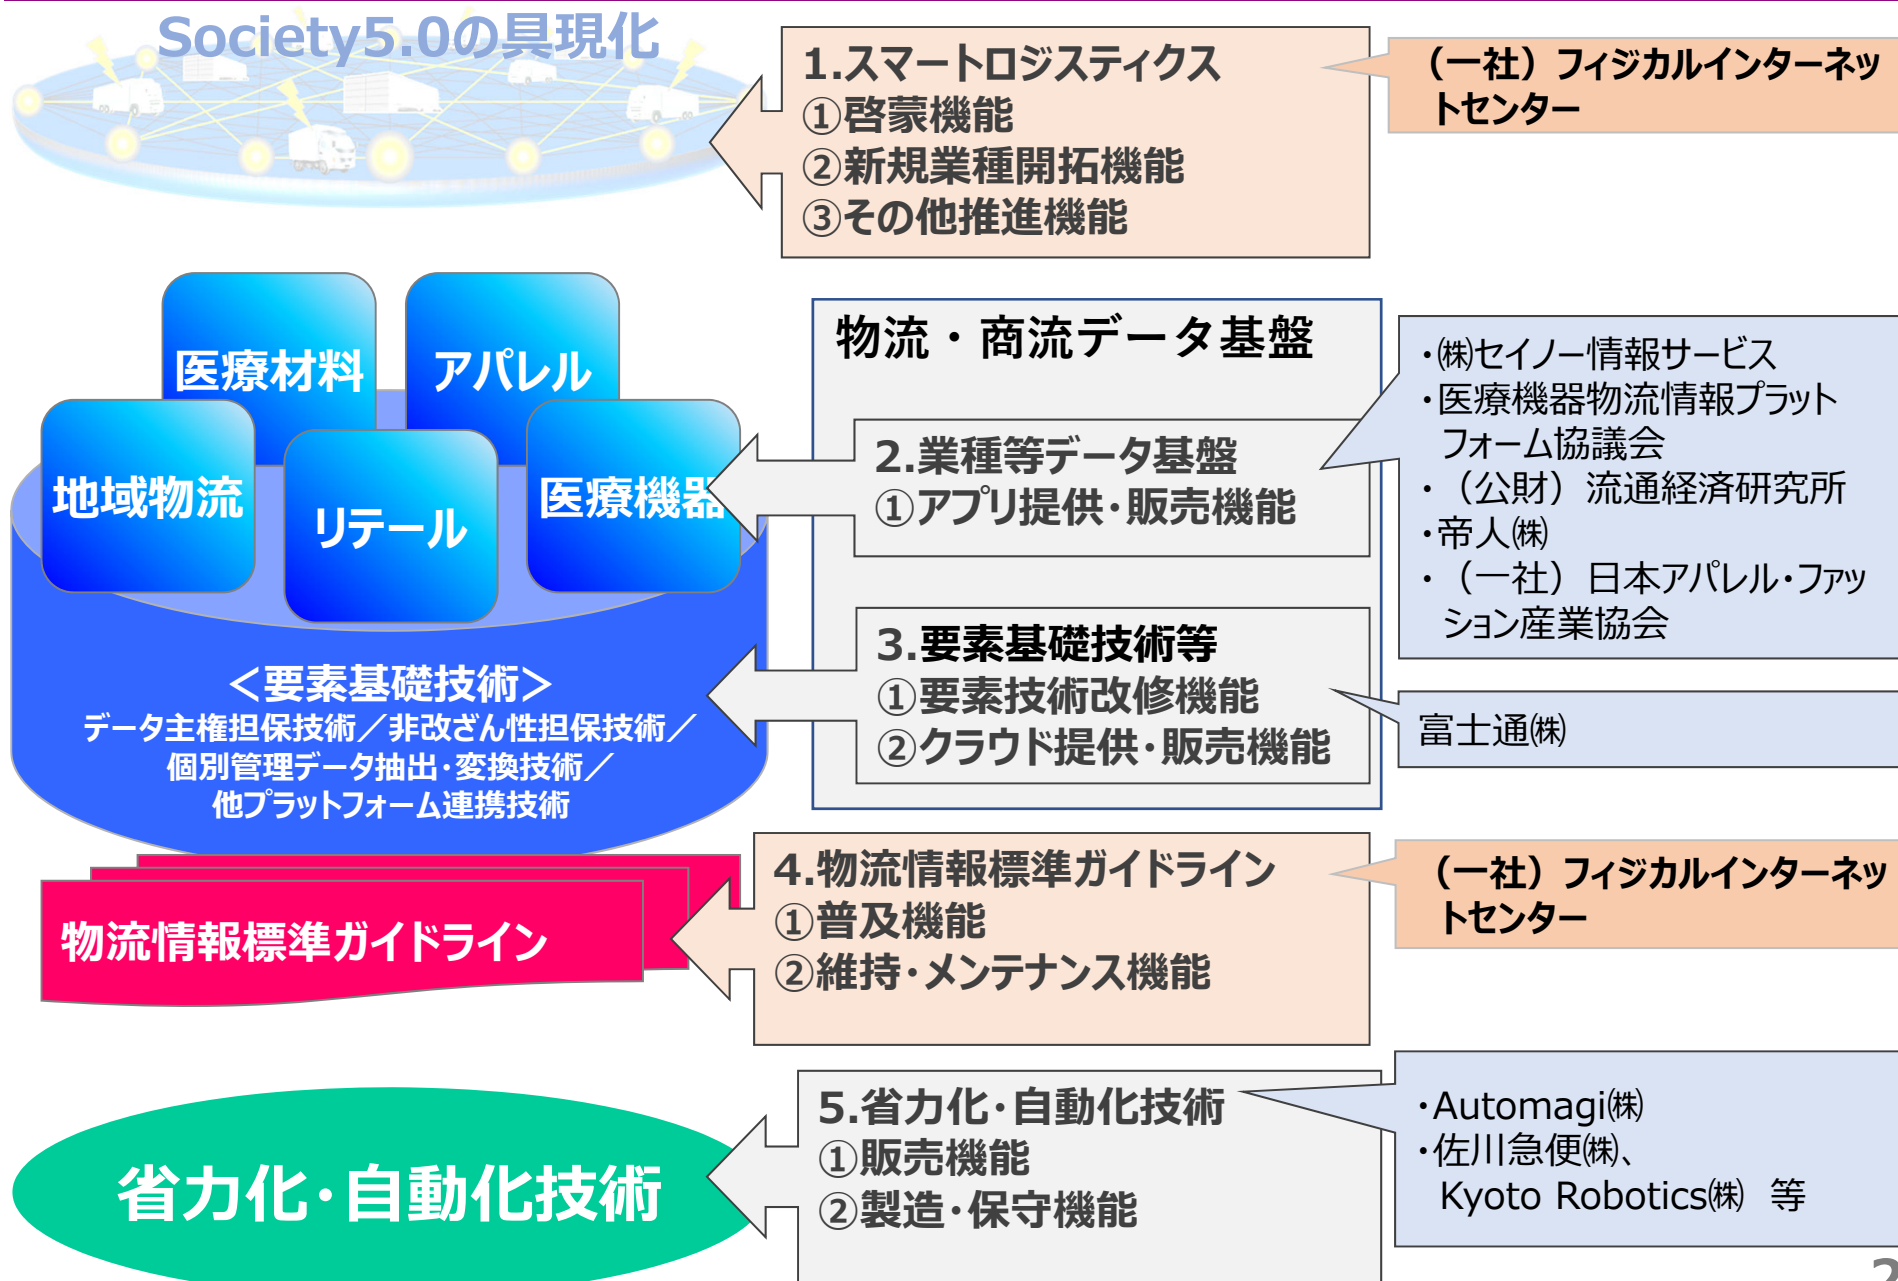 Society5.0の具現化
1.スマートロジスティクス
①啓蒙機能
②新規業種開拓機能
③その他推進機能
（一社）フィジカルインターネッ
トセンター
医療材料
アパレル
地域物流
リテール
医療機器
＜要素基礎技術＞
データ主権担保技術／非改ざん性担保技術／
個別管理データ抽出・変換技術／
他プラットフォーム連携技術
物流・商流データ基盤
2.業種等データ基盤
①アプリ提供・販売機能
3.要素基礎技術等
①要素技術改修機能
②クラウド提供・販売機能
・㈱セイノー情報サービス
・医療機器物流情報プラット
フォーム協議会
・（公財）流通経済研究所
・帝人㈱
・（一社）日本アパレル・ファッ
ション産業協会
富士通㈱
物流情報標準ガイドライン
4.物流情報標準ガイドライン
①普及機能
②維持・メンテナンス機能
（一社）フィジカルインターネッ
トセンター
省力化・自動化技術
5.省力化・自動化技術
①販売機能
②製造・保守機能
・Automagi㈱
・佐川急便㈱、
Kyoto Robotics㈱ 等